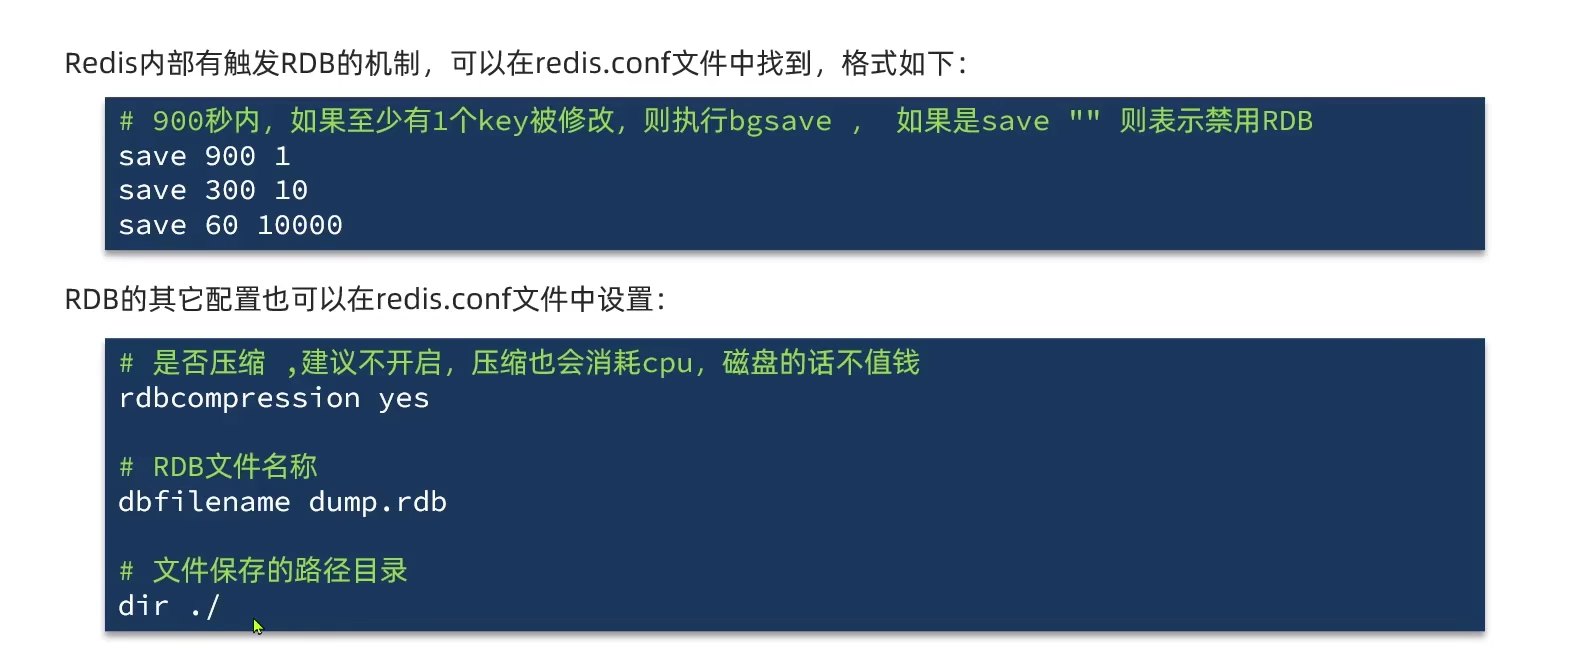 Redis内部有触发RDB的机制，可以在redis.conf文件中找到，格式如下：
# 900秒内，如果至少有1个key被修改，则执行bgsave ， 如果是save "" 则表示禁用RDB
save 900 1
save 300 10
save 60 10000
RDB的其它配置也可以在redis.conf文件中设置：
# 是否压缩 ,建议不开启，压缩也会消耗cpu，磁盘的话不值钱
rdbcompression yes
# RDB文件名称
dbfilename dump.rdb
# 文件保存的路径目录
dir ./